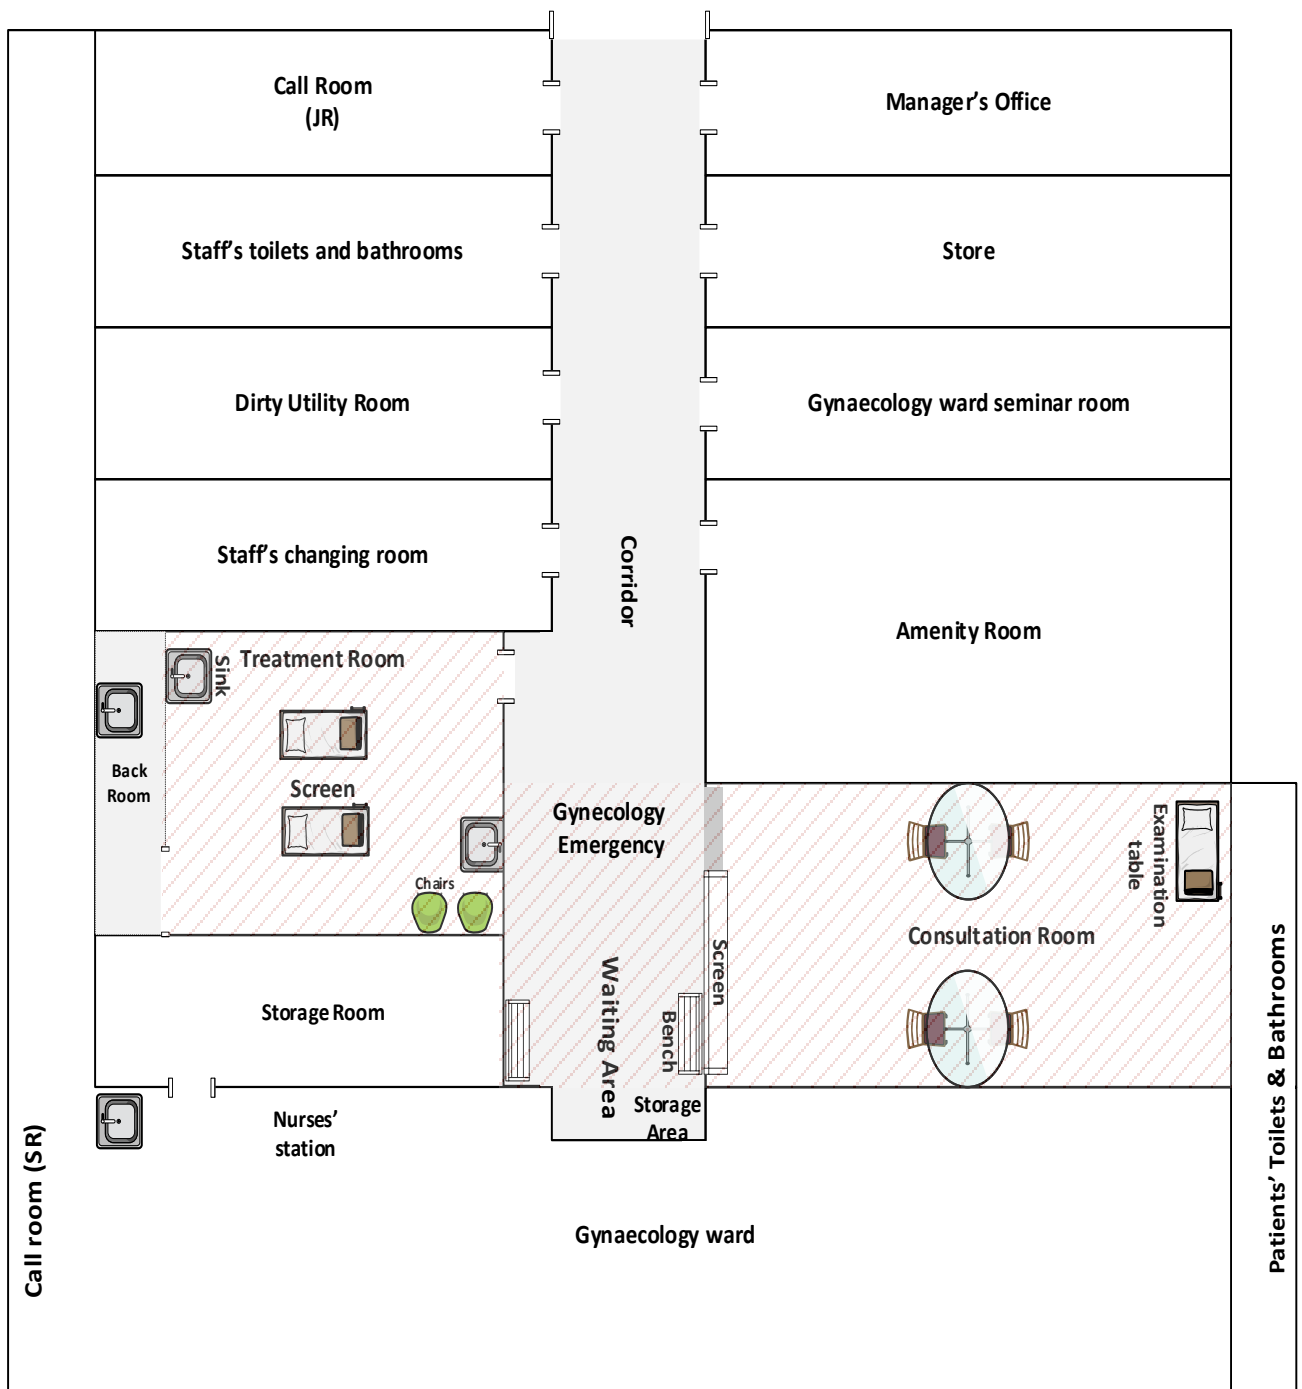 Call Room
(JR)
Manager's Office
Staff's toilets and bathrooms
Store
Dirty Utility Room
Gynaecology ward seminar room
Corridor
Staff's changing room
Amenity Room
Sink
Treatment Room
Back
Room
Screen
Gynecology
Emergency
Examination
table
Chairs
Consultation Room
Screen
Waiting Area
Bench
Storage Room
Storage
Area
Nurses'
station
Call room (SR)
Patients' Toilets & Bathrooms
Gynaecology ward